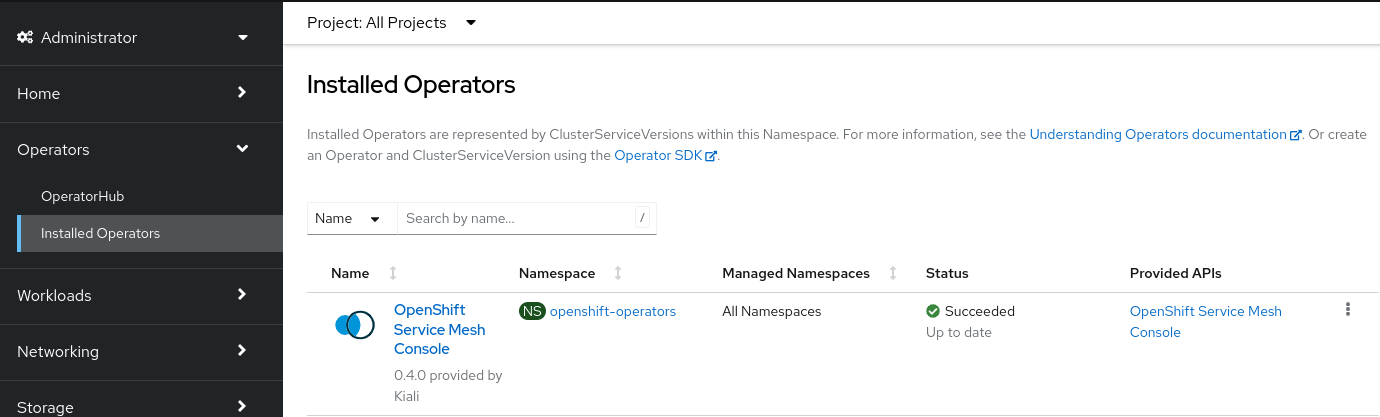 Administrator
Home
Operators
OperatorHub
Installed Operators
Workloads
Networking
Storage
Project: All Projects
Installed Operators
Installed Operators are represented by ClusterServiceVersions within this Namespace. For more information, see the Understanding Operators documentation. Or create
an Operator and ClusterServiceVersion using the Operator SDK.
Name Search by name... /
Name Namespace Managed Namespaces Status Provided APIs
OpenShift NS openshift-operators All Namespaces Succeeded OpenShift Service Mesh
Service Mesh Up to date Console
Console
0.4.0 provided by
Kiali